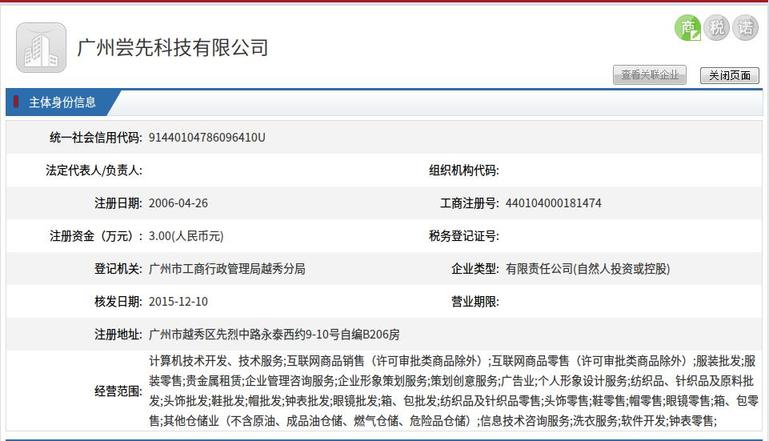 商 税 诺
广州尝先科技有限公司
查看关联企业 关闭页面
主体身份信息
统一社会信用代码: 91440104786096410U
法定代表人/负责人: 组织机构代码:
注册日期: 2006-04-26 工商注册号: 440104000181474
注册资金（万元）: 3.00(人民币元) 税务登记证号:
登记机关: 广州市工商行政管理局越秀分局 企业类型: 有限责任公司(自然人投资或控股)
核发日期: 2015-12-10 营业期限:
注册地址: 广州市越秀区先烈中路永泰西约9-10号自编B206房
计算机技术开发、技术服务;互联网商品销售（许可审批类商品除外）;互联网商品零售（许可审批类商品除外）;服装批发;服
装零售;贵金属租赁;企业管理咨询服务;企业形象策划服务;策划创意服务;广告业;个人形象设计服务;纺织品、针织品及原料批
经营范围: 发;头饰批发;鞋批发;帽批发;钟表批发;眼镜批发;箱、包批发;纺织品及针织品零售;头饰零售;鞋零售;帽零售;眼镜零售;箱、包零
售;其他仓储业（不含原油、成品油仓储、燃气仓储、危险品仓储）;信息技术咨询服务;洗衣服务;软件开发;钟表零售;